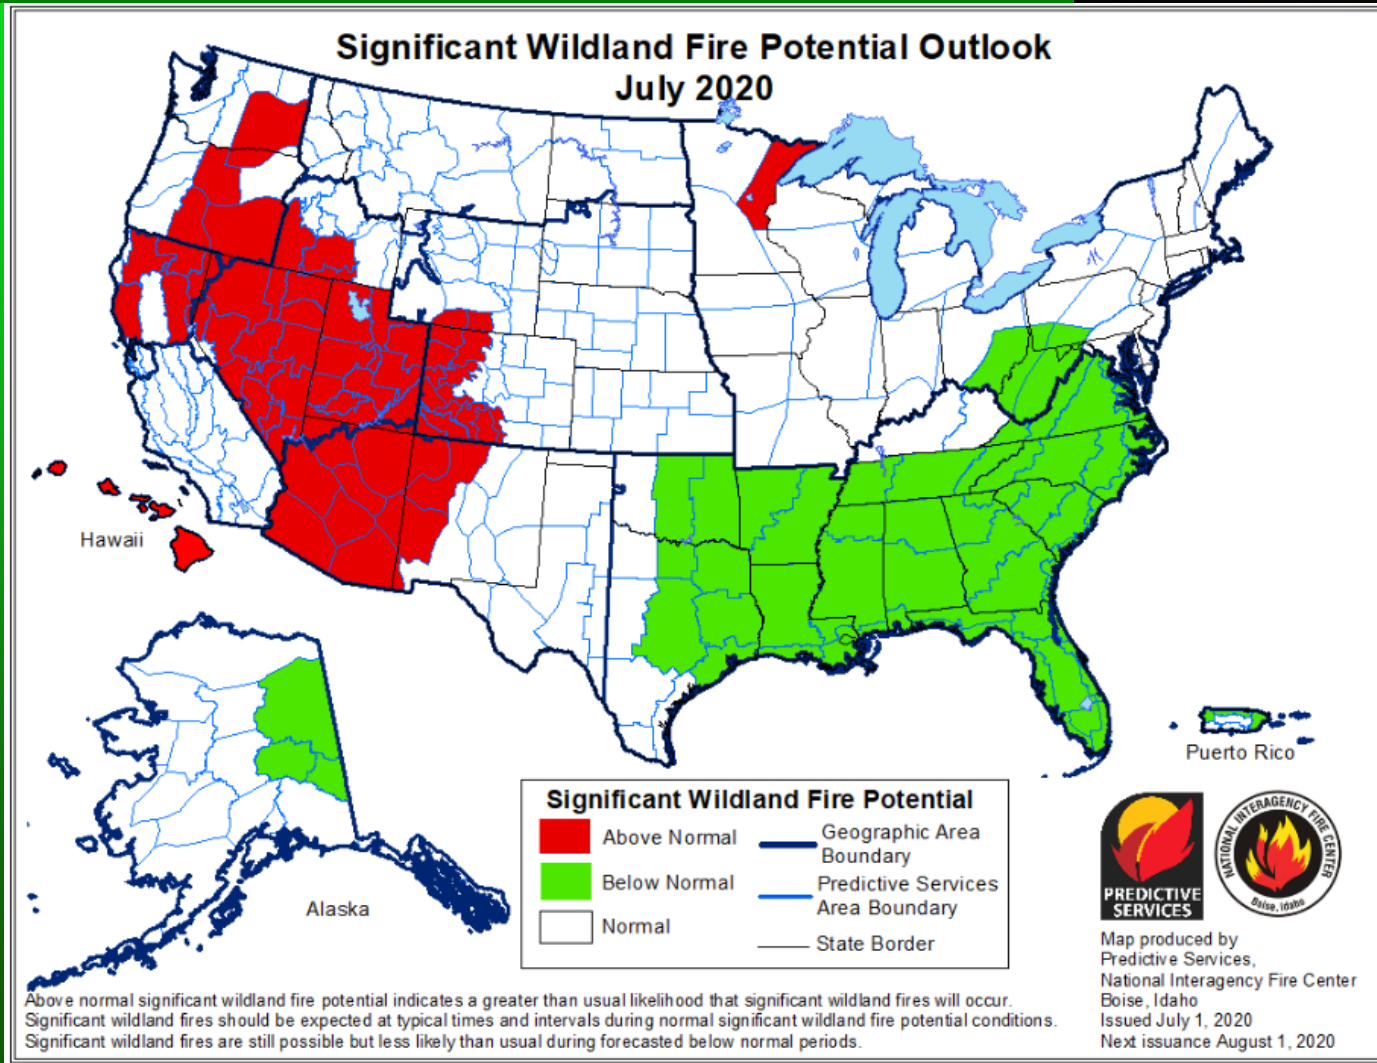 Significant Wildland Fire Potential Outlook
July 2020
Hawaii
Alaska
Puerto Rico
Significant Wildland Fire Potential
Above Normal
Below Normal
Normal
Geographic Area
Boundary
Predictive Services
Area Boundary
State Border
PREDICTIVE
SERVICES
NATIONAL INTERAGENCY FIRE CENTER
Boise, Idaho
Map produced by
Predictive Services,
National Interagency Fire Center
Boise, Idaho
Issued July 1, 2020
Next issuance August 1, 2020
Above normal significant wildland fire potential indicates a greater than usual likelihood that significant wildland fires will occur.
Significant wildland fires should be expected at typical times and intervals during normal significant wildland fire potential conditions.
Significant wildland fires are still possible but less likely than usual during forecasted below normal periods.